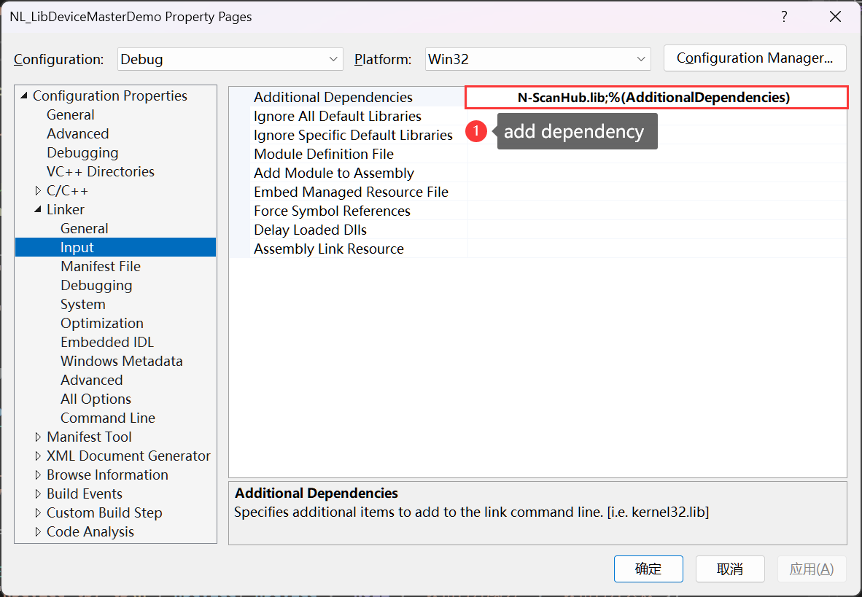 NL_LibDeviceMasterDemo Property Pages
?
Configuration: Debug Platform: Win32 Configuration Manager...
Configuration Properties
General
Advanced
Debugging
VC++ Directories
C/C++
Linker
General
Input
Manifest File
Debugging
System
Optimization
Embedded IDL
Windows Metadata
Advanced
All Options
Command Line
Manifest Tool
XML Document Generator
Browse Information
Build Events
Custom Build Step
Code Analysis
Additional Dependencies N-ScanHub.lib;%(AdditionalDependencies)
Ignore All Default Libraries
Ignore Specific Default Libraries
1 add dependency
Module Definition File
Add Module to Assembly
Embed Managed Resource File
Force Symbol References
Delay Loaded Dlls
Assembly Link Resource
Additional Dependencies
Specifies additional items to add to the link command line. [i.e. kernel32.lib]
确定 取消 应用(A)